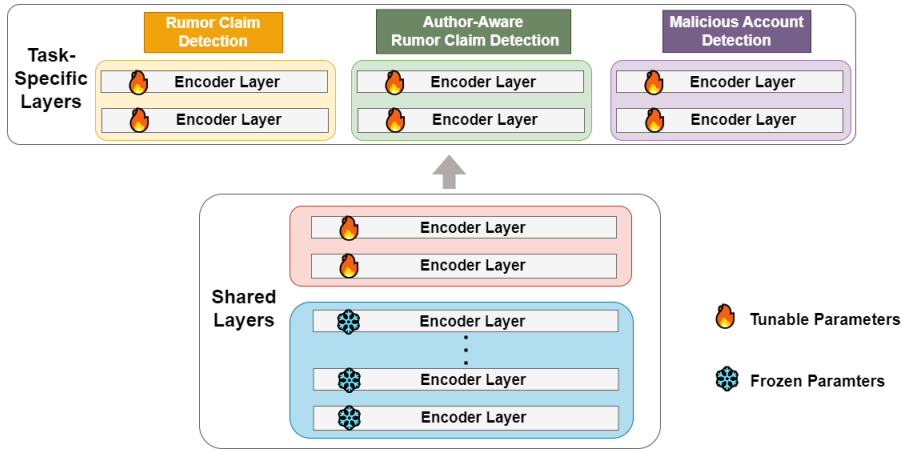 Rumor Claim
Detection
Author-Aware
Rumor Claim Detection
Malicious Account
Detection
Task-
Specific
Layers
Encoder Layer
Encoder Layer
Encoder Layer
Encoder Layer
Encoder Layer
Encoder Layer
Shared
Layers
Encoder Layer
Encoder Layer
Encoder Layer
Encoder Layer
Encoder Layer
Tunable Parameters
Frozen Paramters